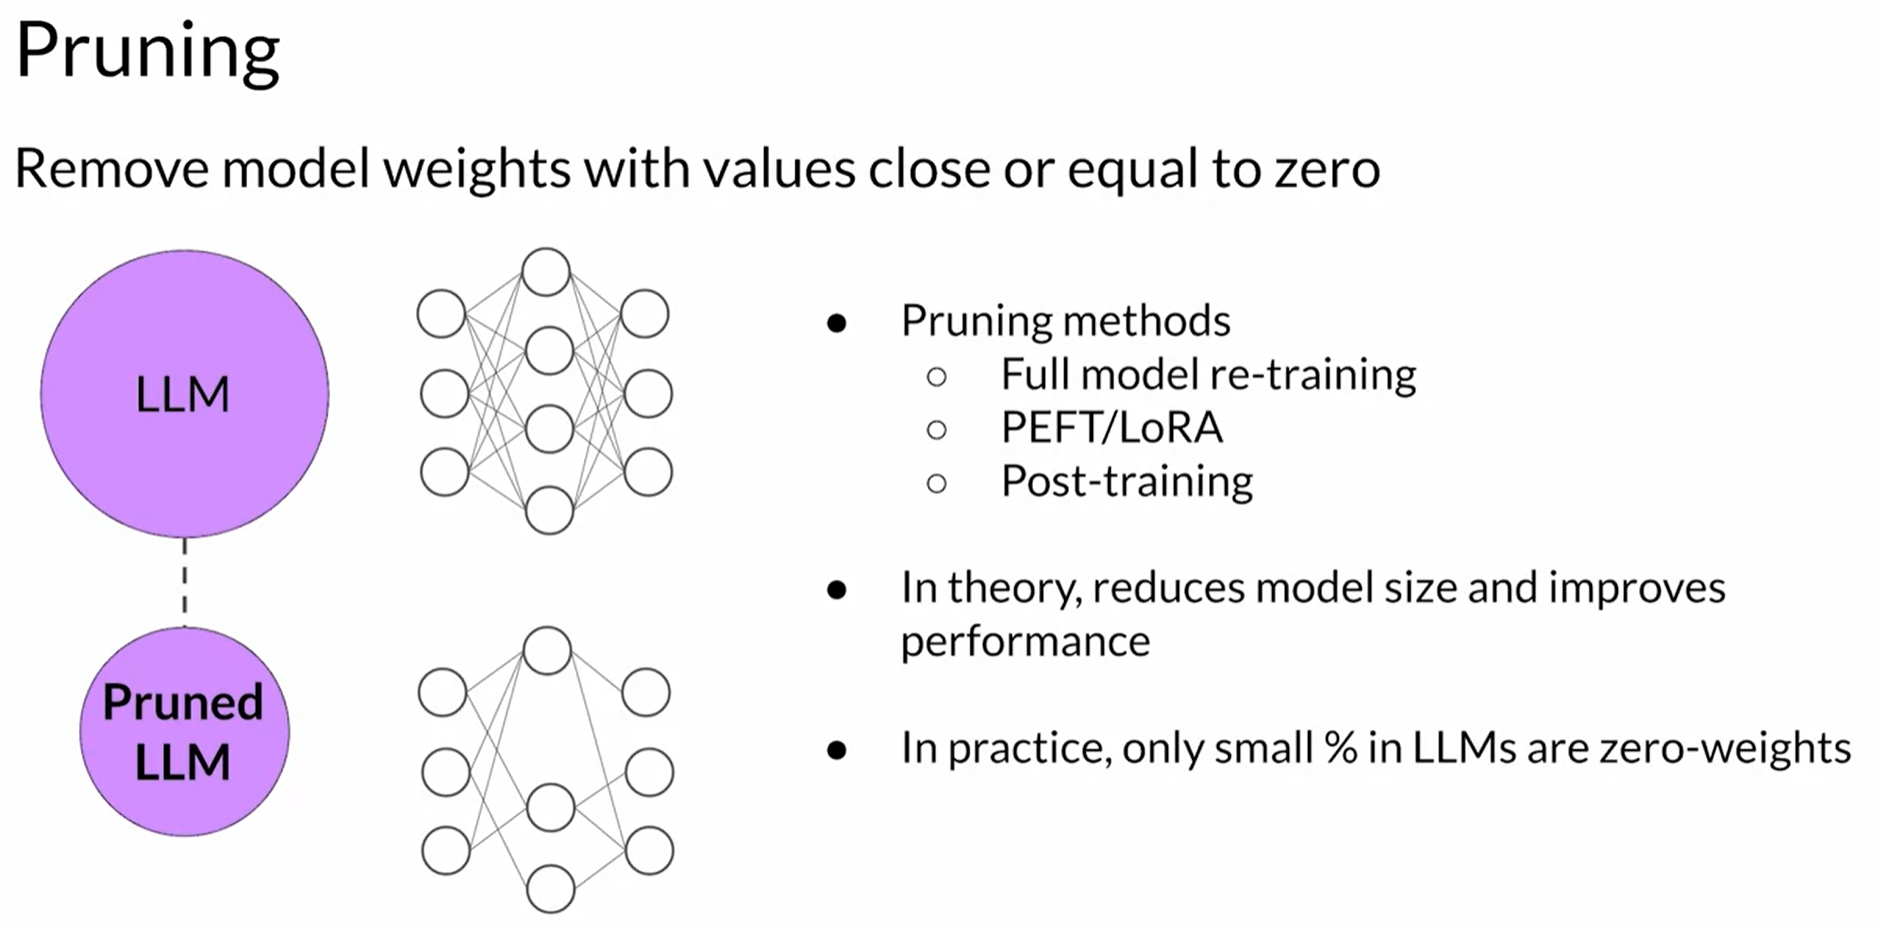 Pruning
Remove model weights with values close or equal to zero
LLM
Pruned
LLM
● Pruning methods
○ Full model re-training
○ PEFT/LoRA
○ Post-training
● In theory, reduces model size and improves
performance
● In practice, only small % in LLMs are zero-weights